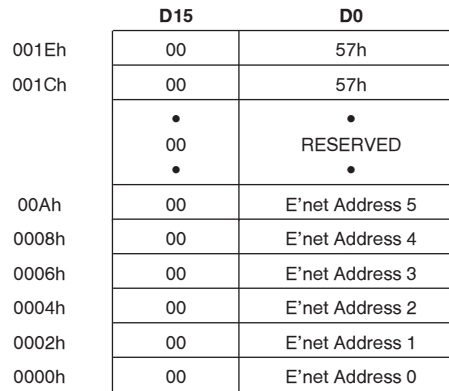 D15 D0
001Eh 00 57h
001Ch 00 57h
• •
00 RESERVED
• •
00Ah 00 E'net Address 5
0008h 00 E'net Address 4
0006h 00 E'net Address 3
0004h 00 E'net Address 2
0002h 00 E'net Address 1
0000h 00 E'net Address 0